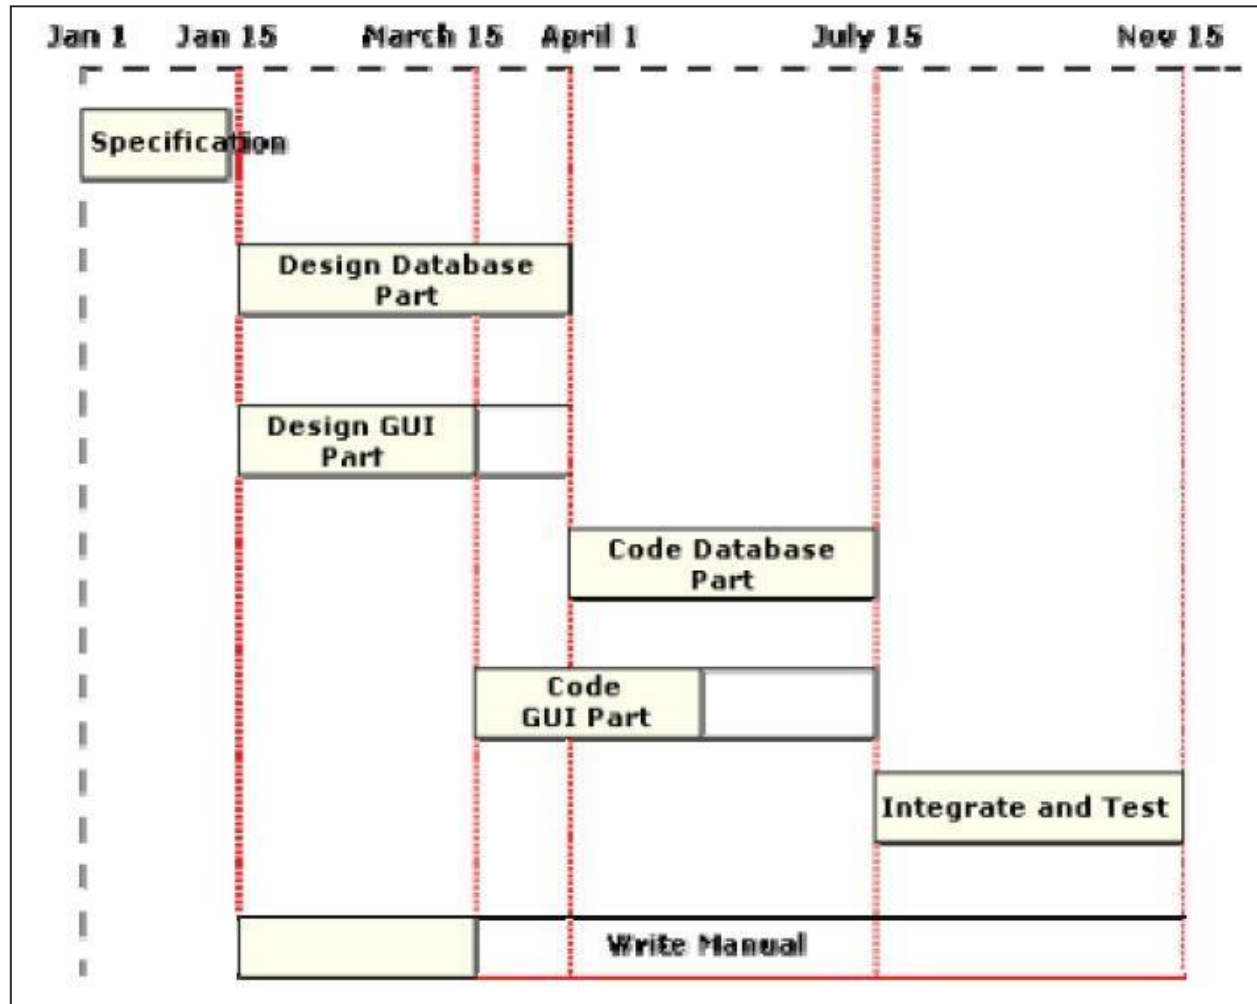 Jan 1 Jan 15 March 15 April 1 July 15 Nov 15
Specification
Design Database
Part
Design GUI
Part
Code Database
Part
Code
GUI Part
Integrate and Test
Write Manual